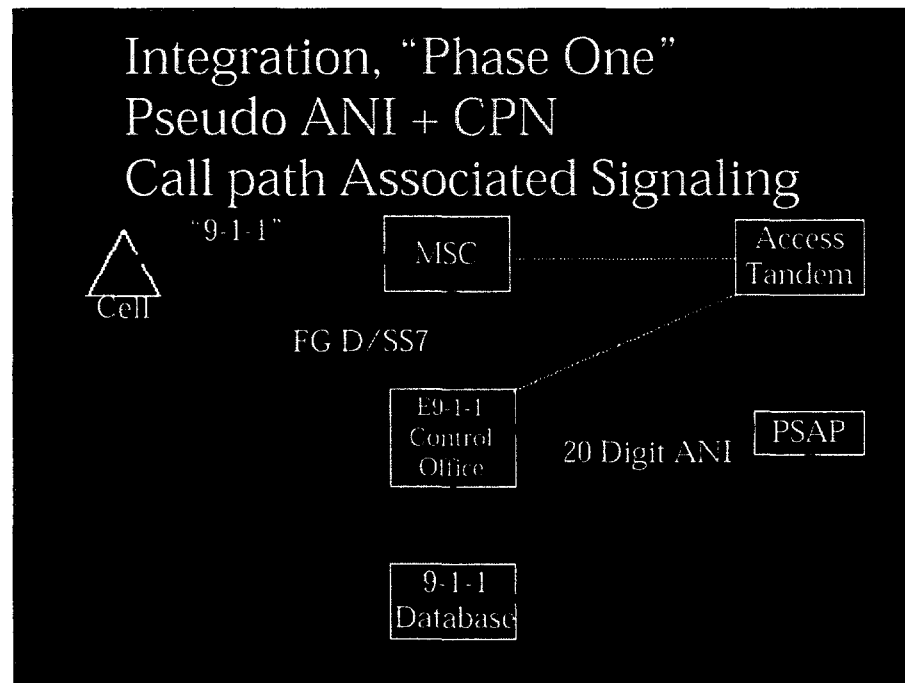 Integration, “Phase One”
Pseudo ANI + CPN
Call path Associated Signaling
“9-1-1”
MSC
Access
Tandem
Cell
FG D/SS7
E9-1-1
Control
Office
20 Digit ANI
PSAP
9-1-1
Database